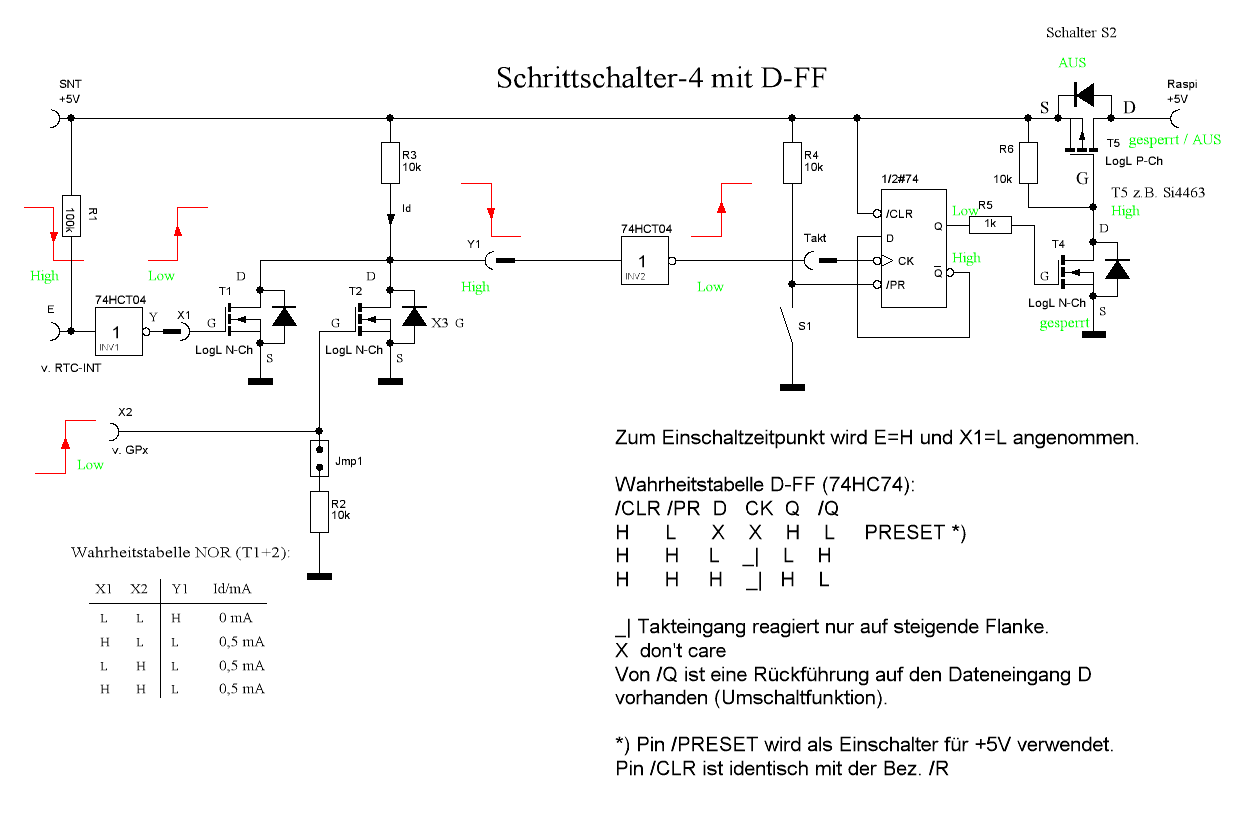 Schalter S2
AUS
Schrittschalter-4 mit D-FF
SNT
+5V
Raspi
+5V
S
D
T5
gesperrt / AUS
LogL P-Ch
G
T5 z.B. Si4463
High
R1
100k
R3
10k
Id
R4
10k
R6
10k
1/2#74
/CLR
D
CK
/PR
Q
Q
Low
High
R5
1k
D
T4
G
LogL N-Ch
S
gesperrt
High
Low
E
v. RTC-INT
74HCT04
1
INV1
Y
X1
D
T1
G
LogL N-Ch
S
D
T2
G
LogL N-Ch
S
X3 G
Y1
High
74HCT04
1
INV2
Low
Takt
S1
X2
v. GPx
Low
Jmp1
R2
10k
Zum Einschaltzeitpunkt wird E=H und X1=L angenommen.
Wahrheitstabelle D-FF (74HC74):
/CLR /PR D CK Q /Q
H L X X H L PRESET *)
H H L _| L H
H H H _| H L
_| Takteingang reagiert nur auf steigende Flanke.
X don't care
Von /Q ist eine Rückführung auf den Dateneingang D
vorhanden (Umschaltfunktion).
*) Pin /PRESET wird als Einschalter für +5V verwendet.
Pin /CLR ist identisch mit der Bez. /R
Wahrheitstabelle NOR (T1+2):
X1 X2 Y1 Id/mA
L L H 0 mA
H L L 0,5 mA
L H L 0,5 mA
H H L 0,5 mA